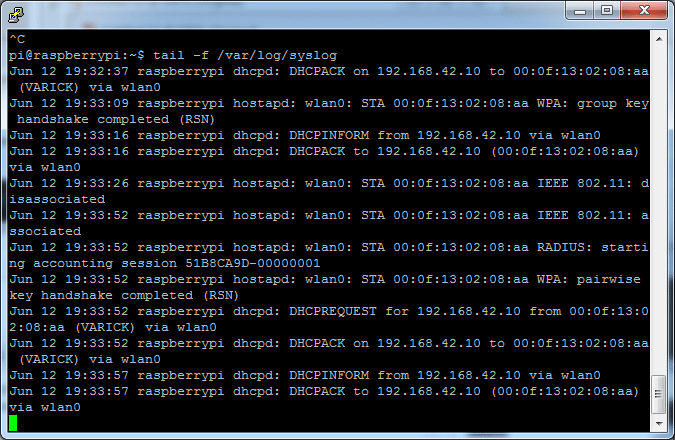 ^C
pi@raspberrypi:~$ tail -f /var/log/syslog
Jun 12 19:32:37 raspberrypi dhcpd: DHCPACK on 192.168.42.10 to 00:0f:13:02:08:aa
 (VARICK) via wlan0
Jun 12 19:33:09 raspberrypi hostapd: wlan0: STA 00:0f:13:02:08:aa WPA: group key
 handshake completed (RSN)
Jun 12 19:33:16 raspberrypi dhcpd: DHCPINFORM from 192.168.42.10 via wlan0
Jun 12 19:33:16 raspberrypi dhcpd: DHCPACK to 192.168.42.10 (00:0f:13:02:08:aa)
via wlan0
Jun 12 19:33:26 raspberrypi hostapd: wlan0: STA 00:0f:13:02:08:aa IEEE 802.11: d
isassociated
Jun 12 19:33:52 raspberrypi hostapd: wlan0: STA 00:0f:13:02:08:aa IEEE 802.11: a
ssociated
Jun 12 19:33:52 raspberrypi hostapd: wlan0: STA 00:0f:13:02:08:aa RADIUS: starti
ng accounting session 51B8CA9D-00000001
Jun 12 19:33:52 raspberrypi hostapd: wlan0: STA 00:0f:13:02:08:aa WPA: pairwise
key handshake completed (RSN)
Jun 12 19:33:52 raspberrypi dhcpd: DHCPREQUEST for 192.168.42.10 from 00:0f:13:0
2:08:aa (VARICK) via wlan0
Jun 12 19:33:52 raspberrypi dhcpd: DHCPACK on 192.168.42.10 to 00:0f:13:02:08:aa
 (VARICK) via wlan0
Jun 12 19:33:57 raspberrypi dhcpd: DHCPINFORM from 192.168.42.10 via wlan0
Jun 12 19:33:57 raspberrypi dhcpd: DHCPACK to 192.168.42.10 (00:0f:13:02:08:aa)
via wlan0